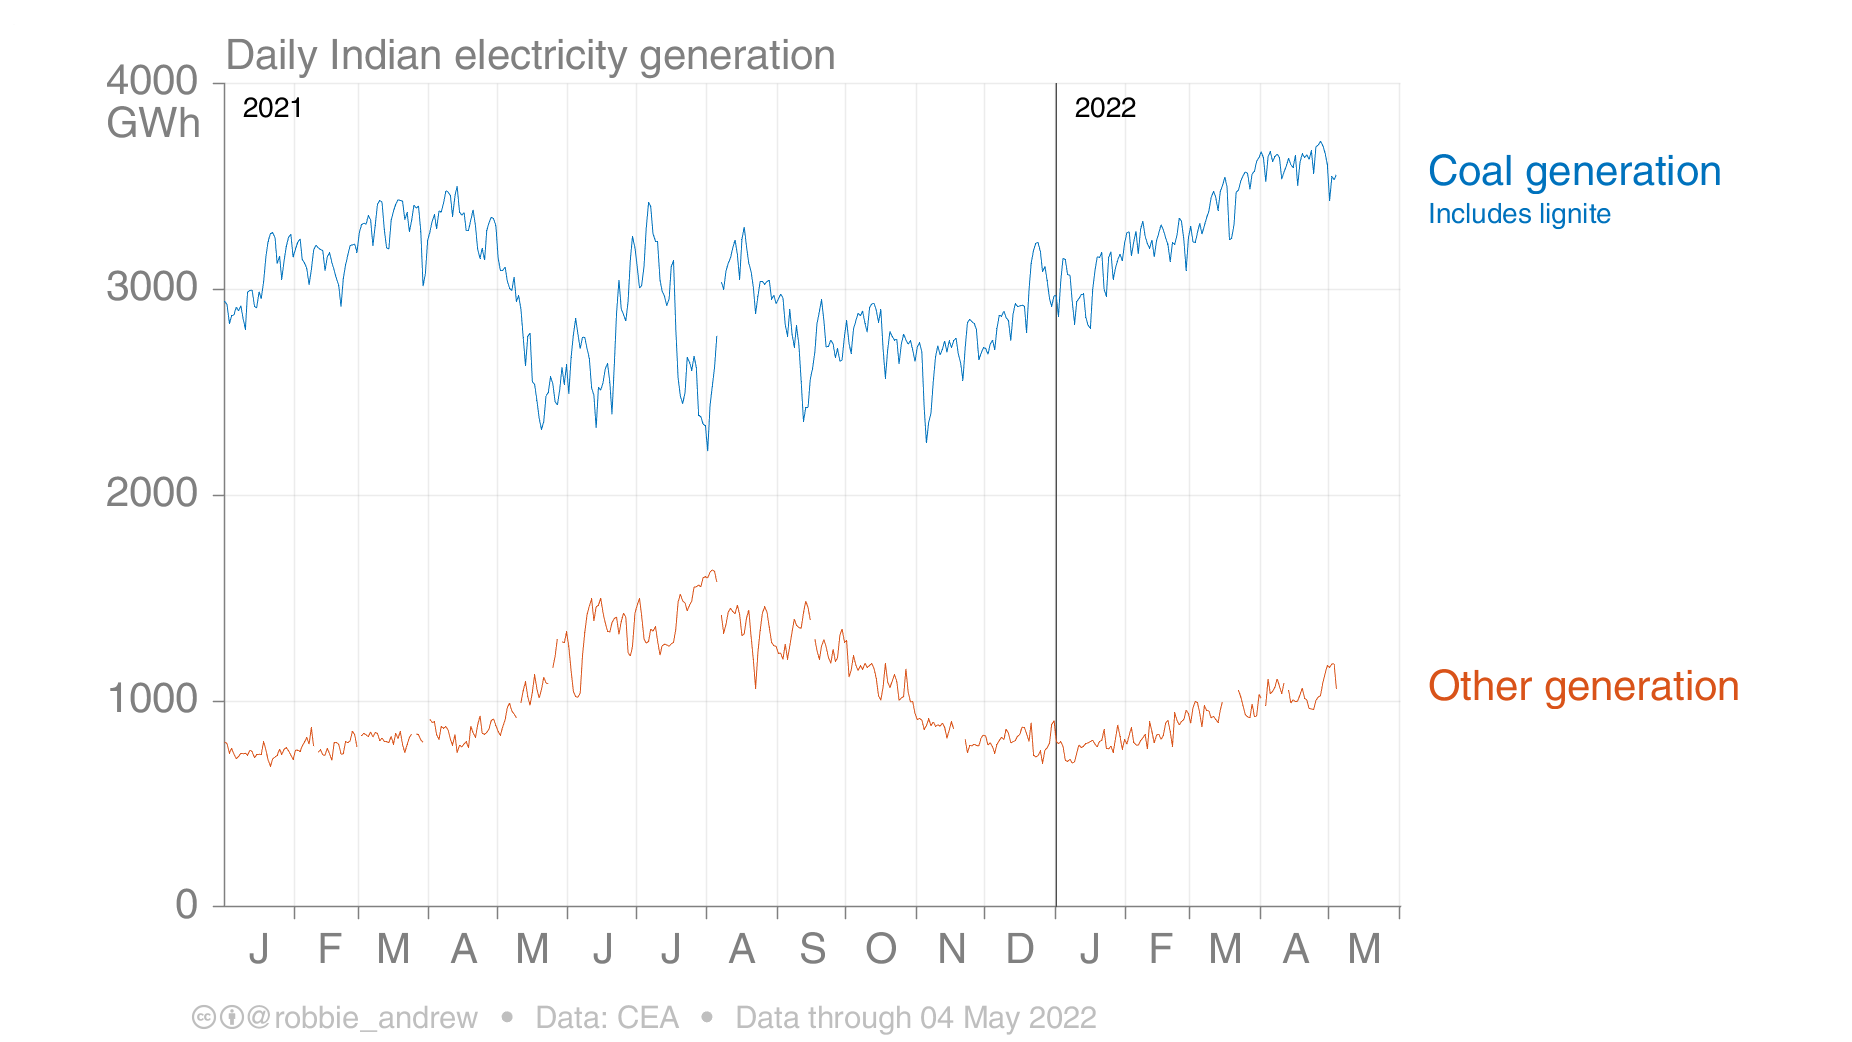 Daily Indian electricity generation
4000
GWh
2021
2022
Coal generation
Includes lignite
3000
2000
1000
Other generation
0
J F M A M J J A S O N D J F M A M
cc @robbie_andrew • Data: CEA • Data through 04 May 2022